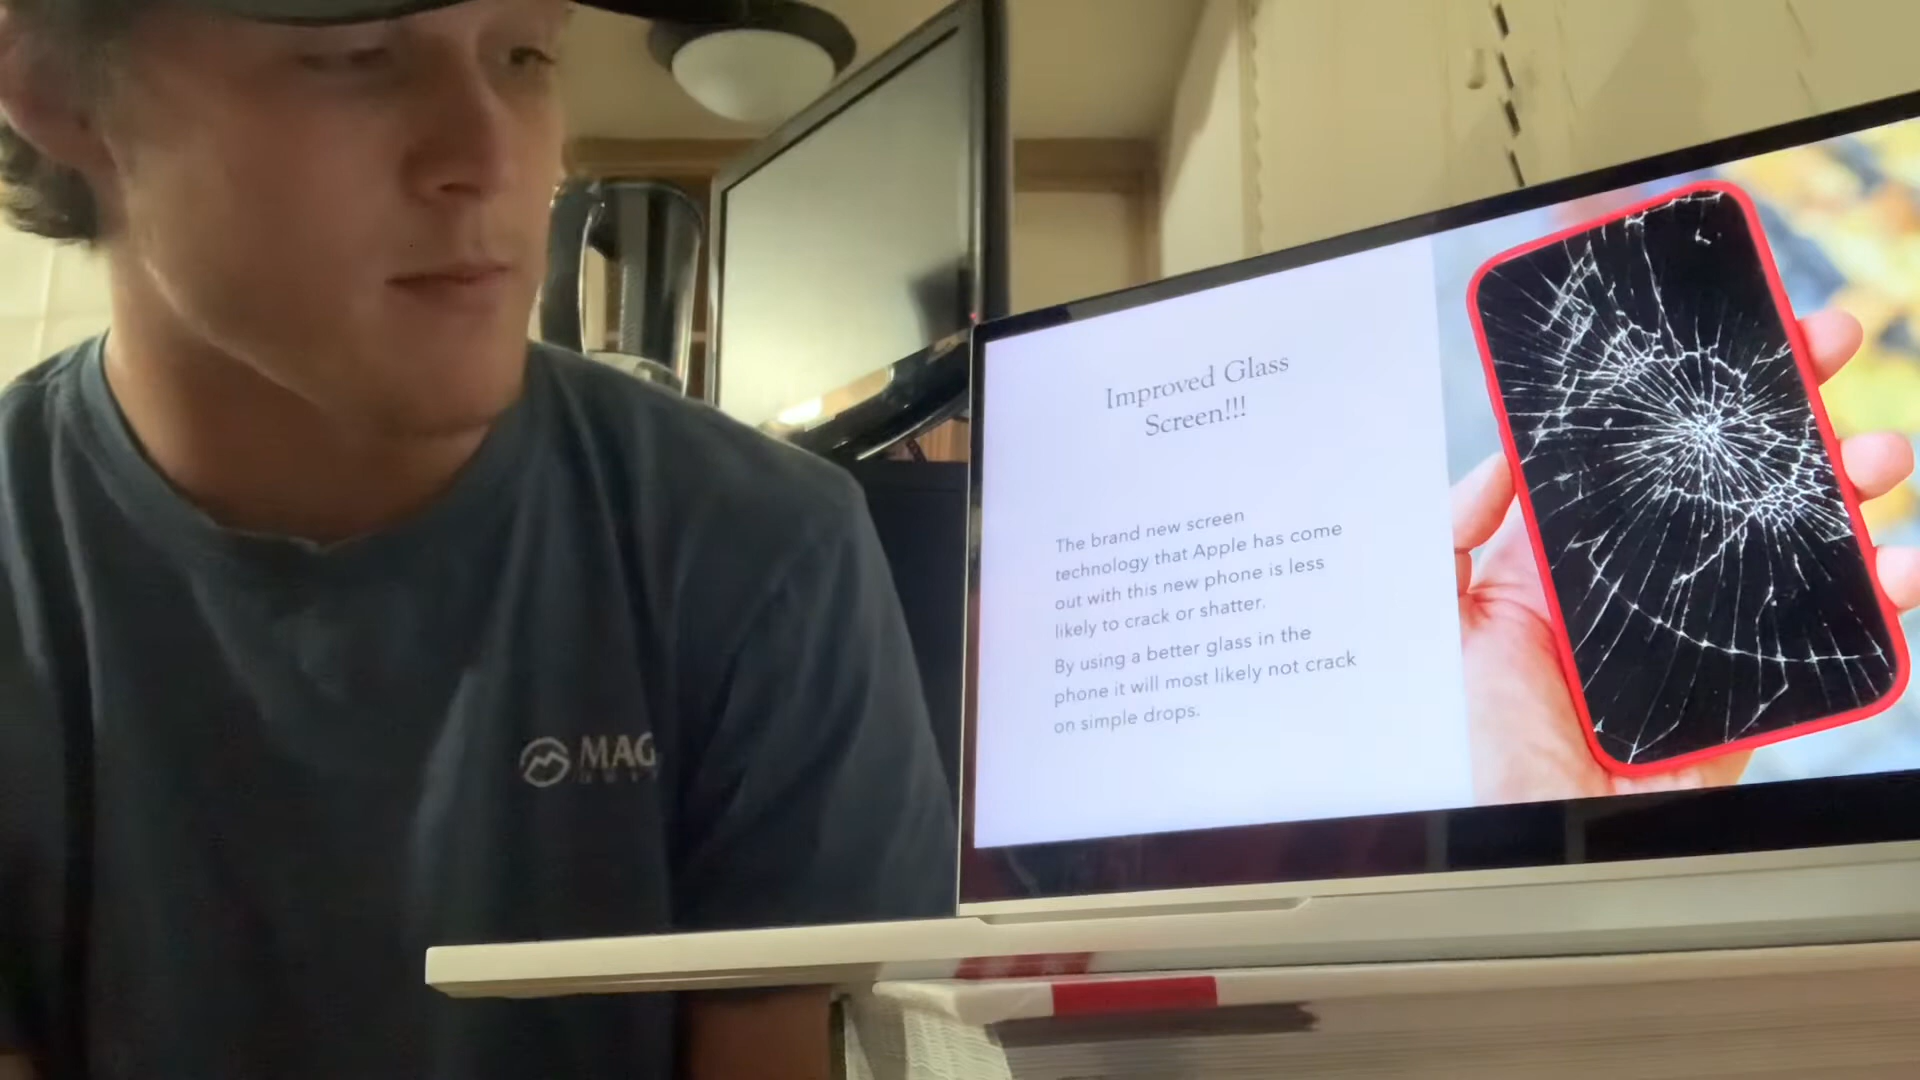 Improved Glass
Screen!!!
The brand new screen
technology that Apple has come
out with this new phone is less
likely to crack or shatter.
By using a better glass in the
phone it will most likely not crack
on simple drops.
MAG